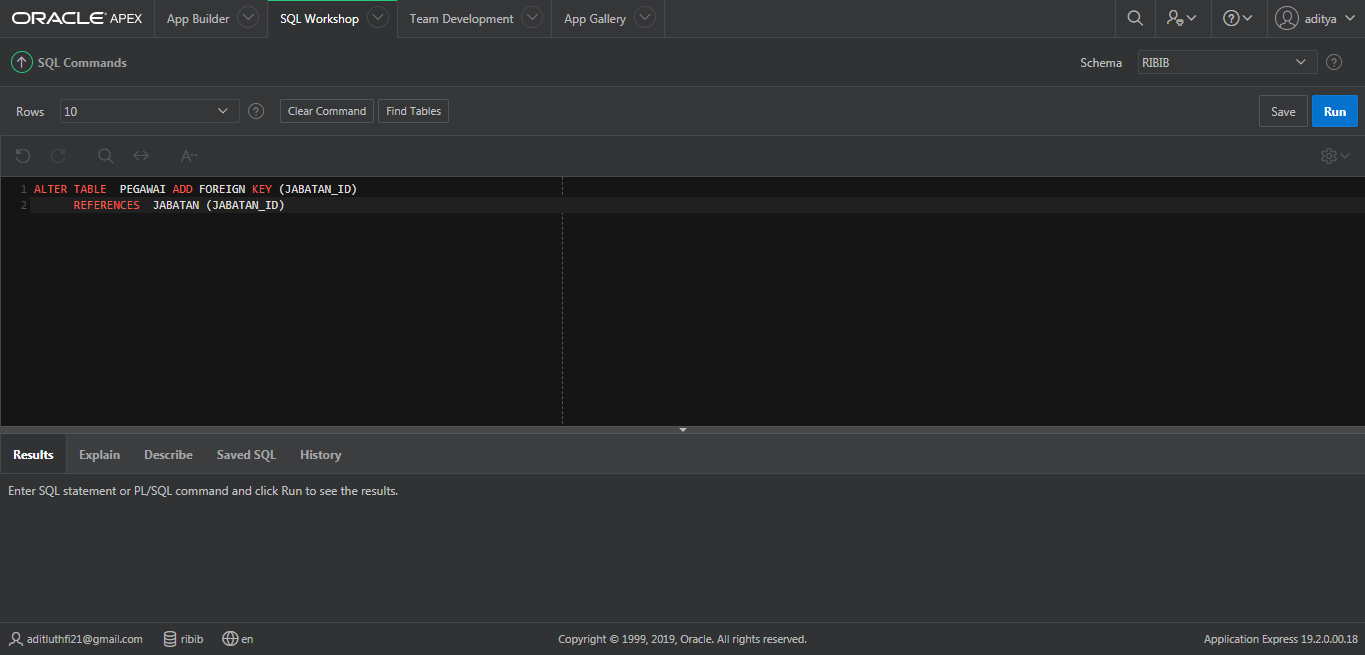 ORACLE APEX App Builder SQL Workshop Team Development App Gallery aditya
SQL Commands Schema RIBIB
Rows 10 Clear Command Find Tables Save Run
1 ALTER TABLE PEGAWAI ADD FOREIGN KEY (JABATAN_ID)
2 REFERENCES JABATAN (JABATAN_ID)
Results Explain Describe Saved SQL History
Enter SQL statement or PL/SQL command and click Run to see the results.
aditluthfi21@gmail.com ribib en Copyright © 1999, 2019, Oracle. All rights reserved. Application Express 19.2.0.00.18